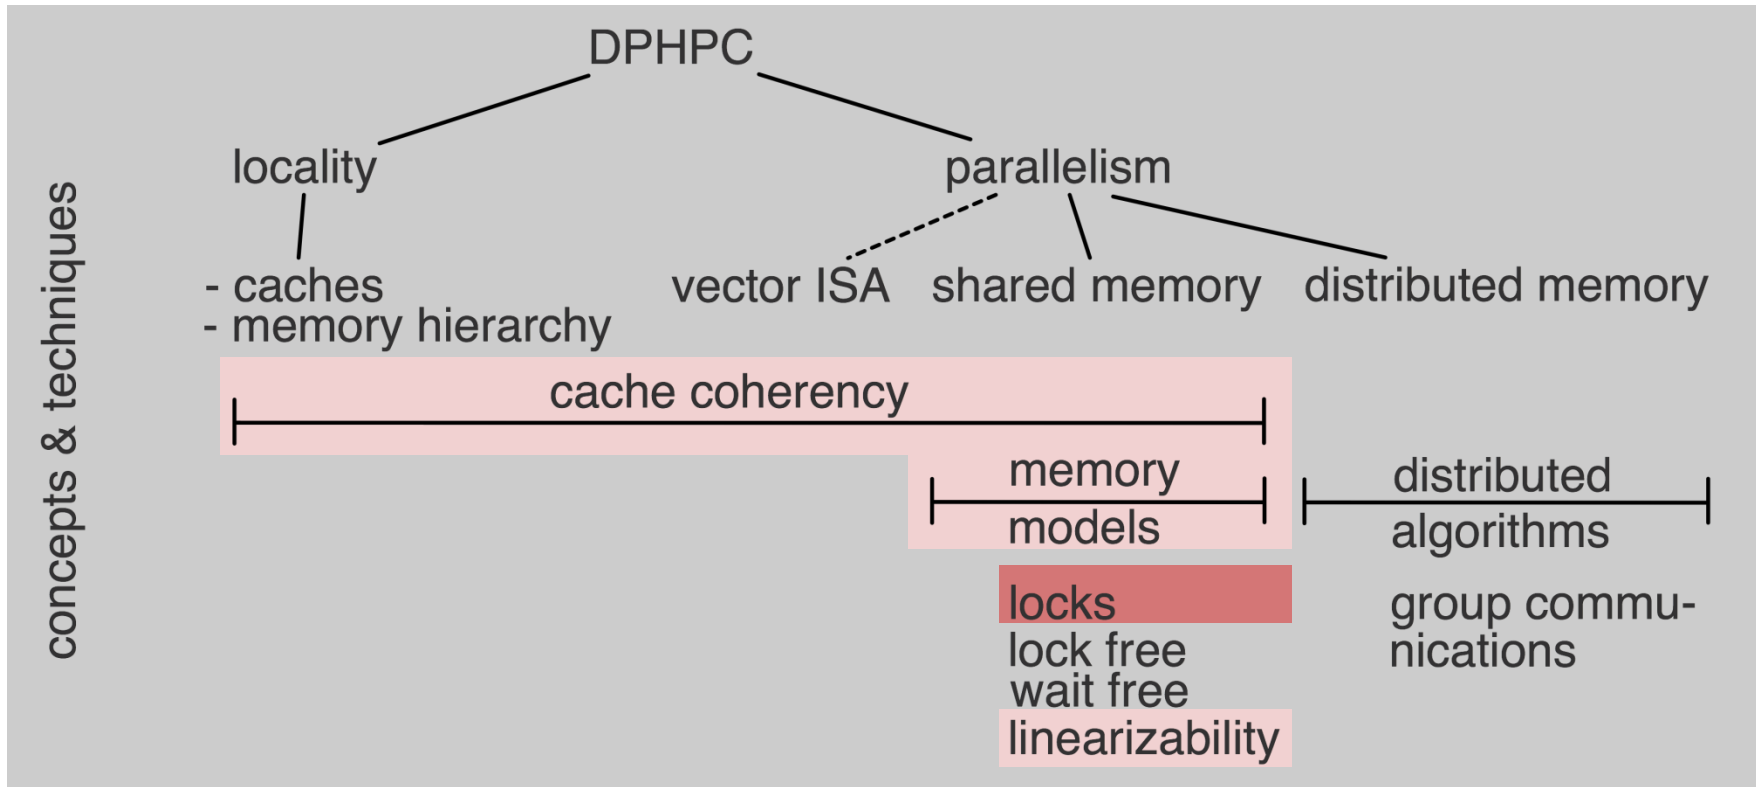 DPHPC
locality
parallelism
concepts & techniques
- caches
- memory hierarchy
vector ISA
shared memory
distributed memory
cache coherency
memory
models
distributed
algorithms
locks
lock free
wait free
linearizability
group commu-
nications